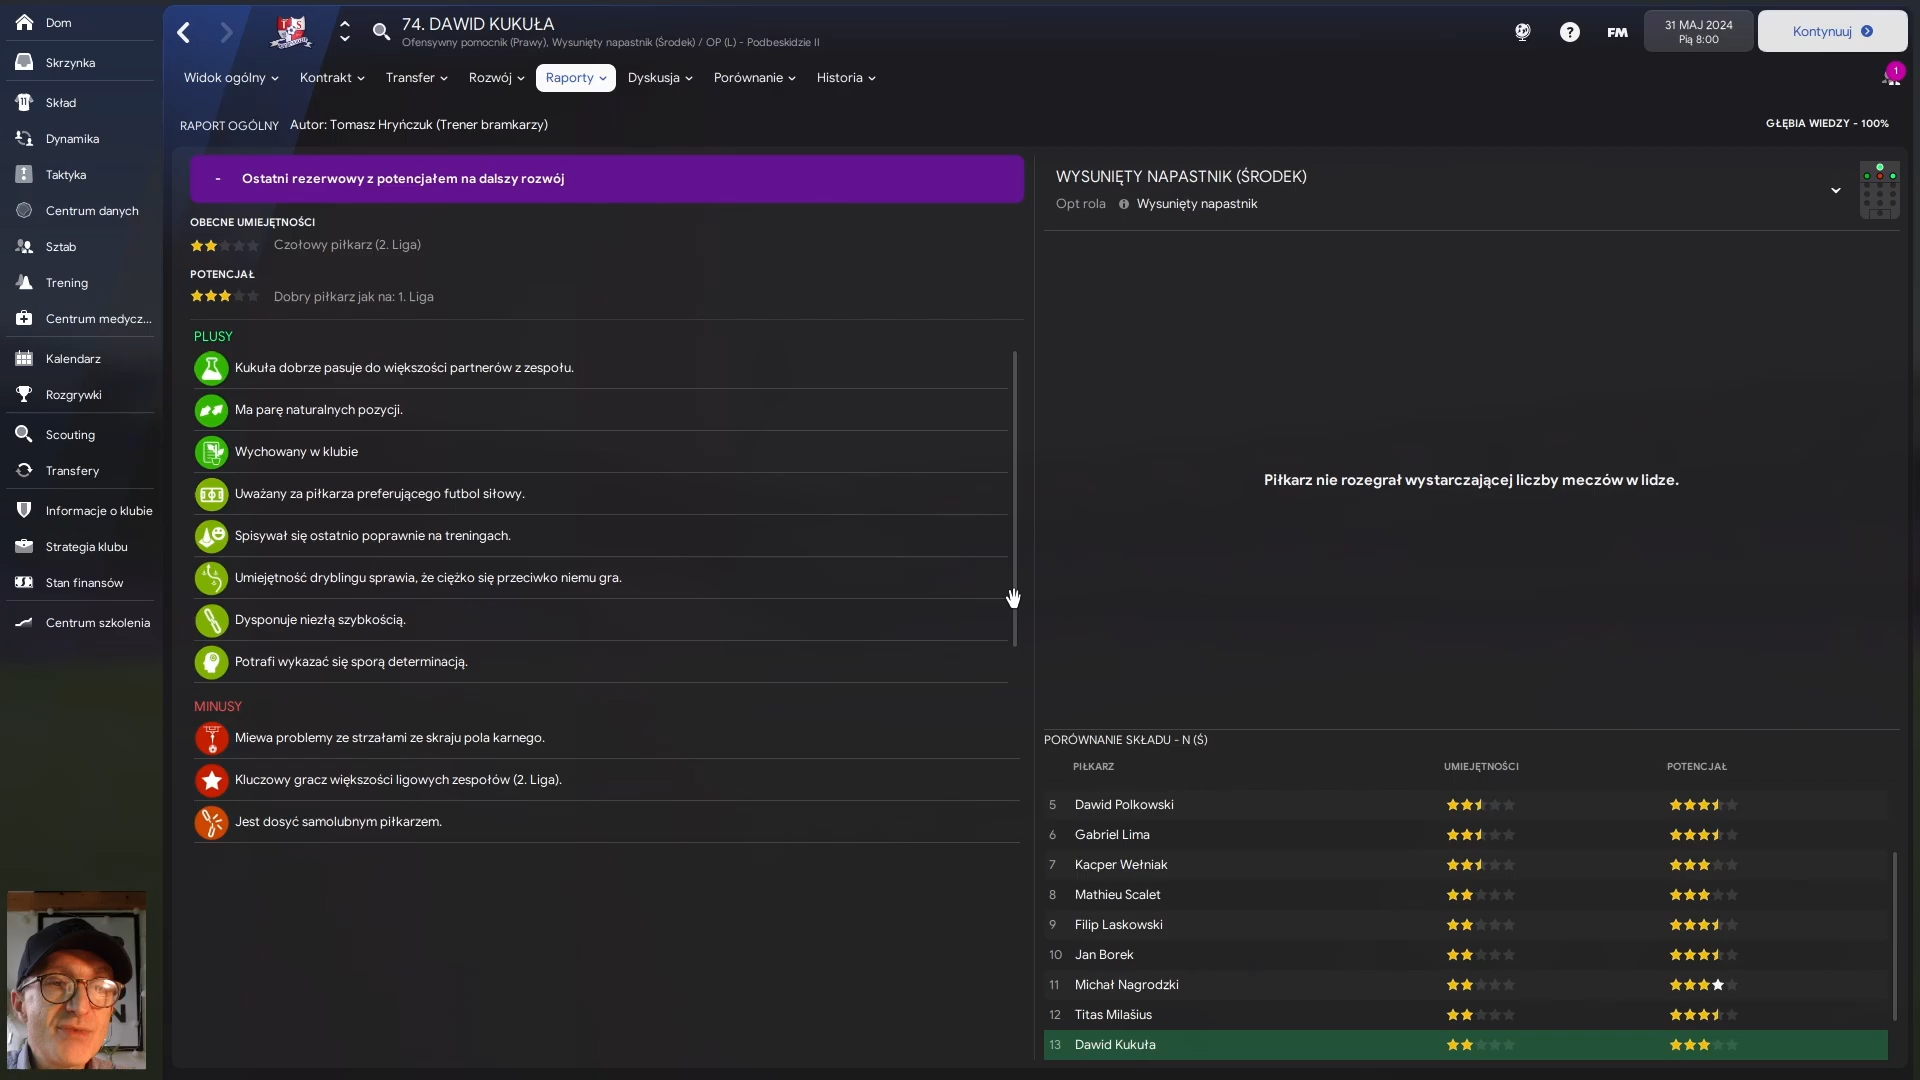 Dom
Skrzynka
Skład
Dynamika
Taktyka
Centrum danych
Sztab
Trening
Centrum medycz...
Kalendarz
Rozgrywki
Scouting
Transfery
Informacje o klubie
Strategia klubu
Stan finansów
Centrum szkolenia
74. DAWID KUKUŁA
Ofensywny pomocnik (Prawy), Wysunięty napastnik (Środek) / OP (L) - Podbeskidzie II
FM
31 MAJ 2024
Pią 8:00
Kontynuuj
Widok ogólny
Kontrakt
Transfer
Rozwój
Raporty
Dyskusja
Porównanie
Historia
1
RAPORT OGÓLNY Autor: Tomasz Hryńczuk (Trener bramkarzy)
GŁĘBIA WIEDZY - 100%
- Ostatni rezerwowy z potencjałem na dalszy rozwój
OBECNE UMIEJĘTNOŚCI
Czołowy piłkarz (2. Liga)
POTENCJAŁ
Dobry piłkarz jak na: 1. Liga
PLUSY
Kukuła dobrze pasuje do większości partnerów z zespołu.
Ma parę naturalnych pozycji.
Wychowany w klubie
Uważany za piłkarza preferującego futbol siłowy.
Spisywał się ostatnio poprawnie na treningach.
Umiejętność dryblingu sprawia, że ciężko się przeciwko niemu gra.
Dysponuje niezłą szybkością.
Potrafi wykazać się sporą determinacją.
MINUSY
Miewa problemy ze strzałami ze skraju pola karnego.
Kluczowy gracz większości ligowych zespołów (2. Liga).
Jest dosyć samolubnym piłkarzem.
WYSUNIĘTY NAPASTNIK (ŚRODEK)
Opt rola Wysunięty napastnik
Piłkarz nie rozegrał wystarczającej liczby meczów w lidze.
PORÓWNANIE SKŁADU - N (Ś)
PIŁKARZ UMIEJĘTNOŚCI POTENCJAŁ
5 Dawid Polkowski
6 Gabriel Lima
7 Kacper Wełniak
8 Mathieu Scalet
9 Filip Laskowski
10 Jan Borek
11 Michał Nagrodzki
12 Titas Milašius
13 Dawid Kukuła